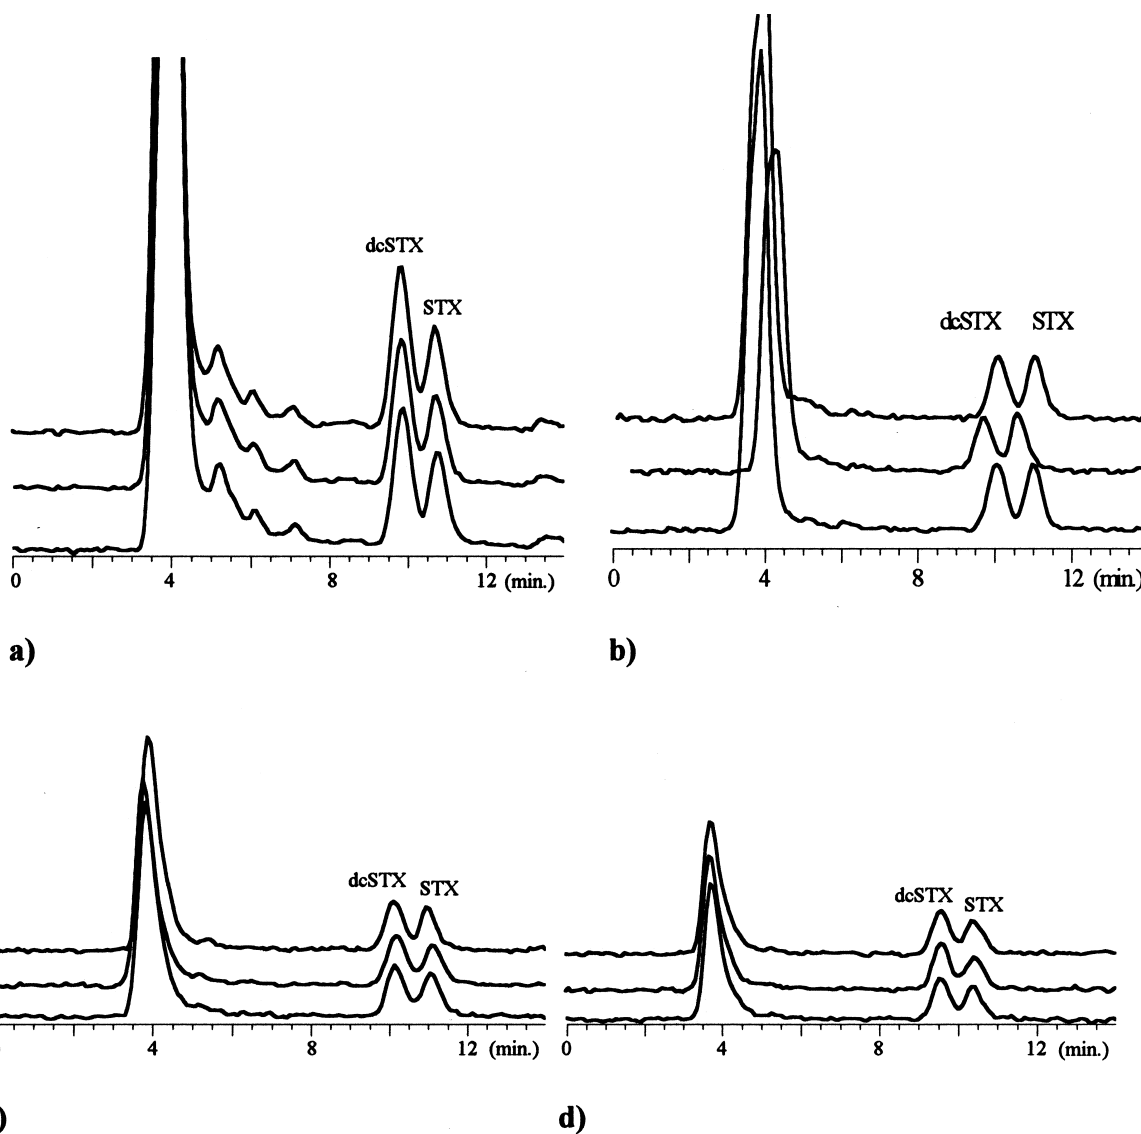 dcSTX
STX
0 4 8 12 (min.)
a)
dcSTX STX
0 4 8 12 (min.)
b)
dcSTX STX
4 8 12 (min.)
)
dcSTX STX
0 4 8 12 (min.)
d)